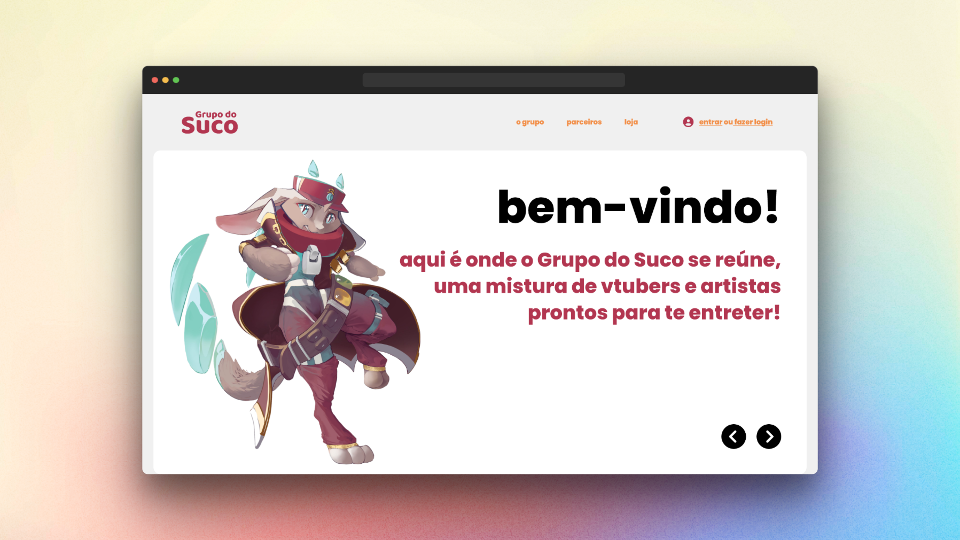 Grupo do
Suco
o grupo
parceiros
loja
entrar ou fazer login
bem-vindo!
aqui é onde o Grupo do Suco se reúne,
uma mistura de vtubers e artistas
prontos para te entreter!